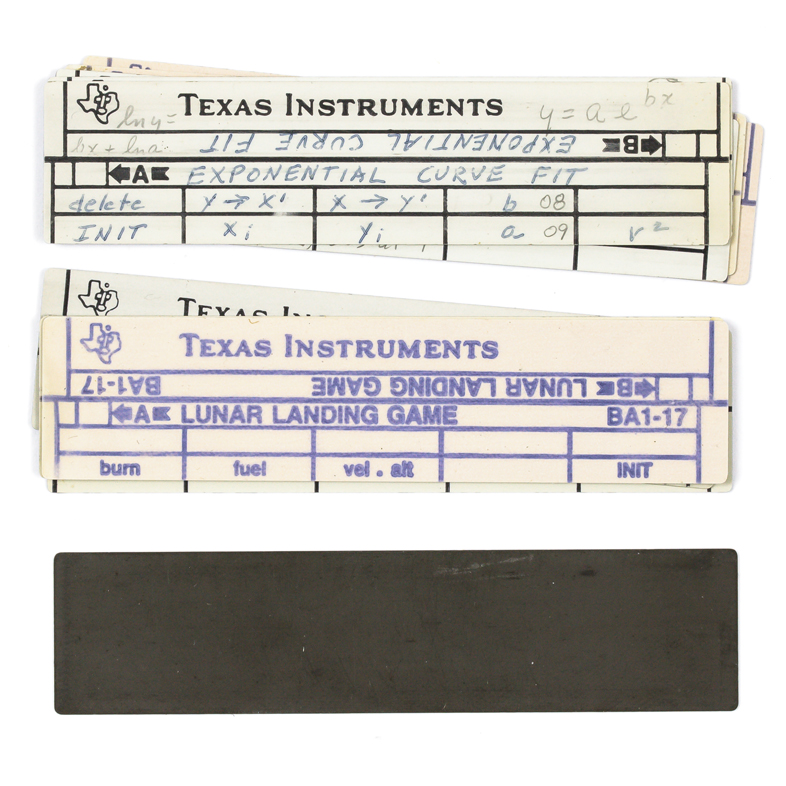 TEXAS INSTRUMENTS y = a e^bx
ln y =
bx + ln a
B EXPONENTIAL CURVE FIT
A EXPONENTIAL CURVE FIT
delete y → x' x → y' b 08
INIT xi yi a 09 r²
TEXAS INSTRUMENTS
TEXAS INSTRUMENTS
B LUNAR LANDING GAME BA1-17
A LUNAR LANDING GAME BA1-17
burn fuel vel . alt INIT